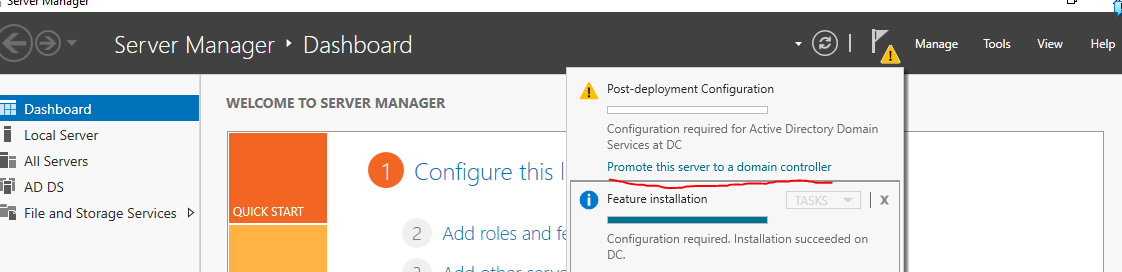 Server Manager
Server Manager ‣ Dashboard
Manage Tools View Help
Dashboard
Local Server
All Servers
AD DS
File and Storage Services
WELCOME TO SERVER MANAGER
QUICK START
1 Configure this l
2 Add roles and fe
3 Add other serve
Post-deployment Configuration
Configuration required for Active Directory Domain
Services at DC
Promote this server to a domain controller
Feature installation
TASKS
X
Configuration required. Installation succeeded on
DC.